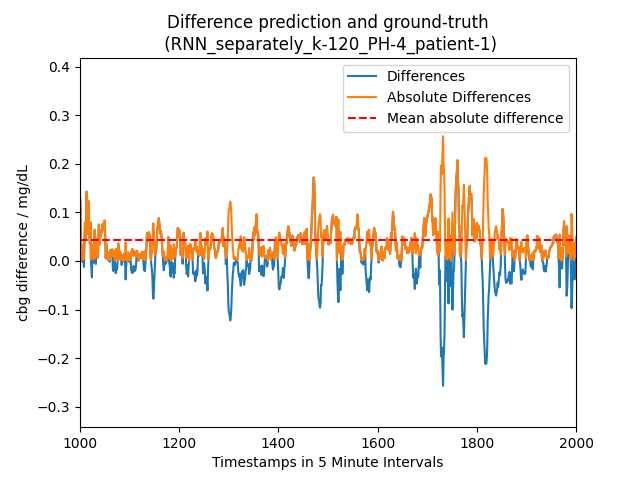 Difference prediction and ground-truth
(RNN_separately_k-120_PH-4_patient-1)
Differences
Absolute Differences
Mean absolute difference
cbg difference / mg/dL
0.4
0.3
0.2
0.1
0.0
−0.1
−0.2
−0.3
1000 1200 1400 1600 1800 2000
Timestamps in 5 Minute Intervals